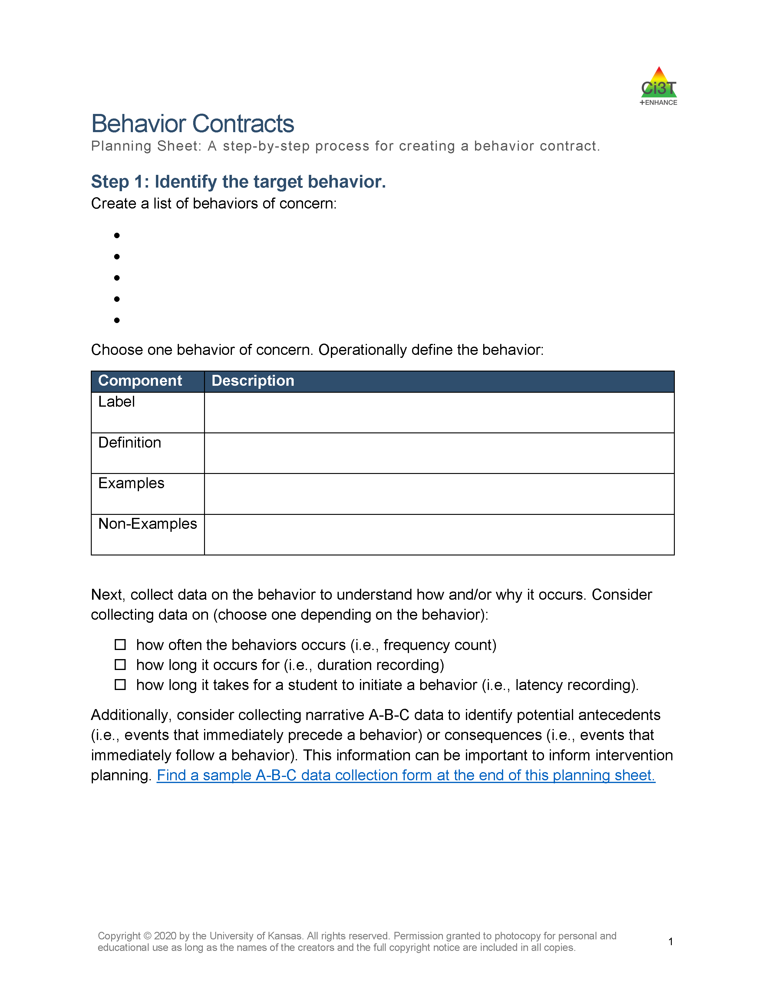 Ci3T
+ENHANCE
Behavior Contracts
Planning Sheet: A step-by-step process for creating a behavior contract.
Step 1: Identify the target behavior.
Create a list of behaviors of concern:
•
•
•
•
•
Choose one behavior of concern. Operationally define the behavior:
Component Description
Label
Definition
Examples
Non-Examples
Next, collect data on the behavior to understand how and/or why it occurs. Consider
collecting data on (choose one depending on the behavior):
☐ how often the behaviors occurs (i.e., frequency count)
☐ how long it occurs for (i.e., duration recording)
☐ how long it takes for a student to initiate a behavior (i.e., latency recording).
Additionally, consider collecting narrative A-B-C data to identify potential antecedents
(i.e., events that immediately precede a behavior) or consequences (i.e., events that
immediately follow a behavior). This information can be important to inform intervention
planning. Find a sample A-B-C data collection form at the end of this planning sheet.
Copyright © 2020 by the University of Kansas. All rights reserved. Permission granted to photocopy for personal and
educational use as long as the names of the creators and the full copyright notice are included in all copies.
1